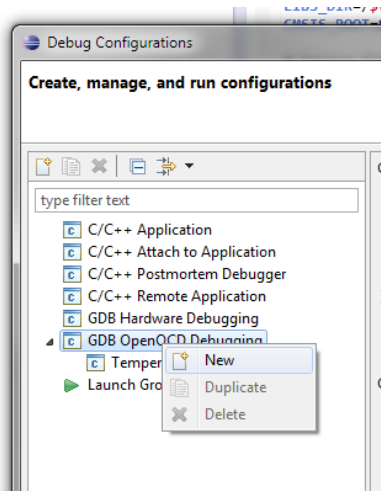 Debug Configurations
Create, manage, and run configurations
type filter text
C/C++ Application
C/C++ Attach to Application
C/C++ Postmortem Debugger
C/C++ Remote Application
GDB Hardware Debugging
GDB OpenOCD Debugging
New
Temper
Launch Gro
Duplicate
Delete